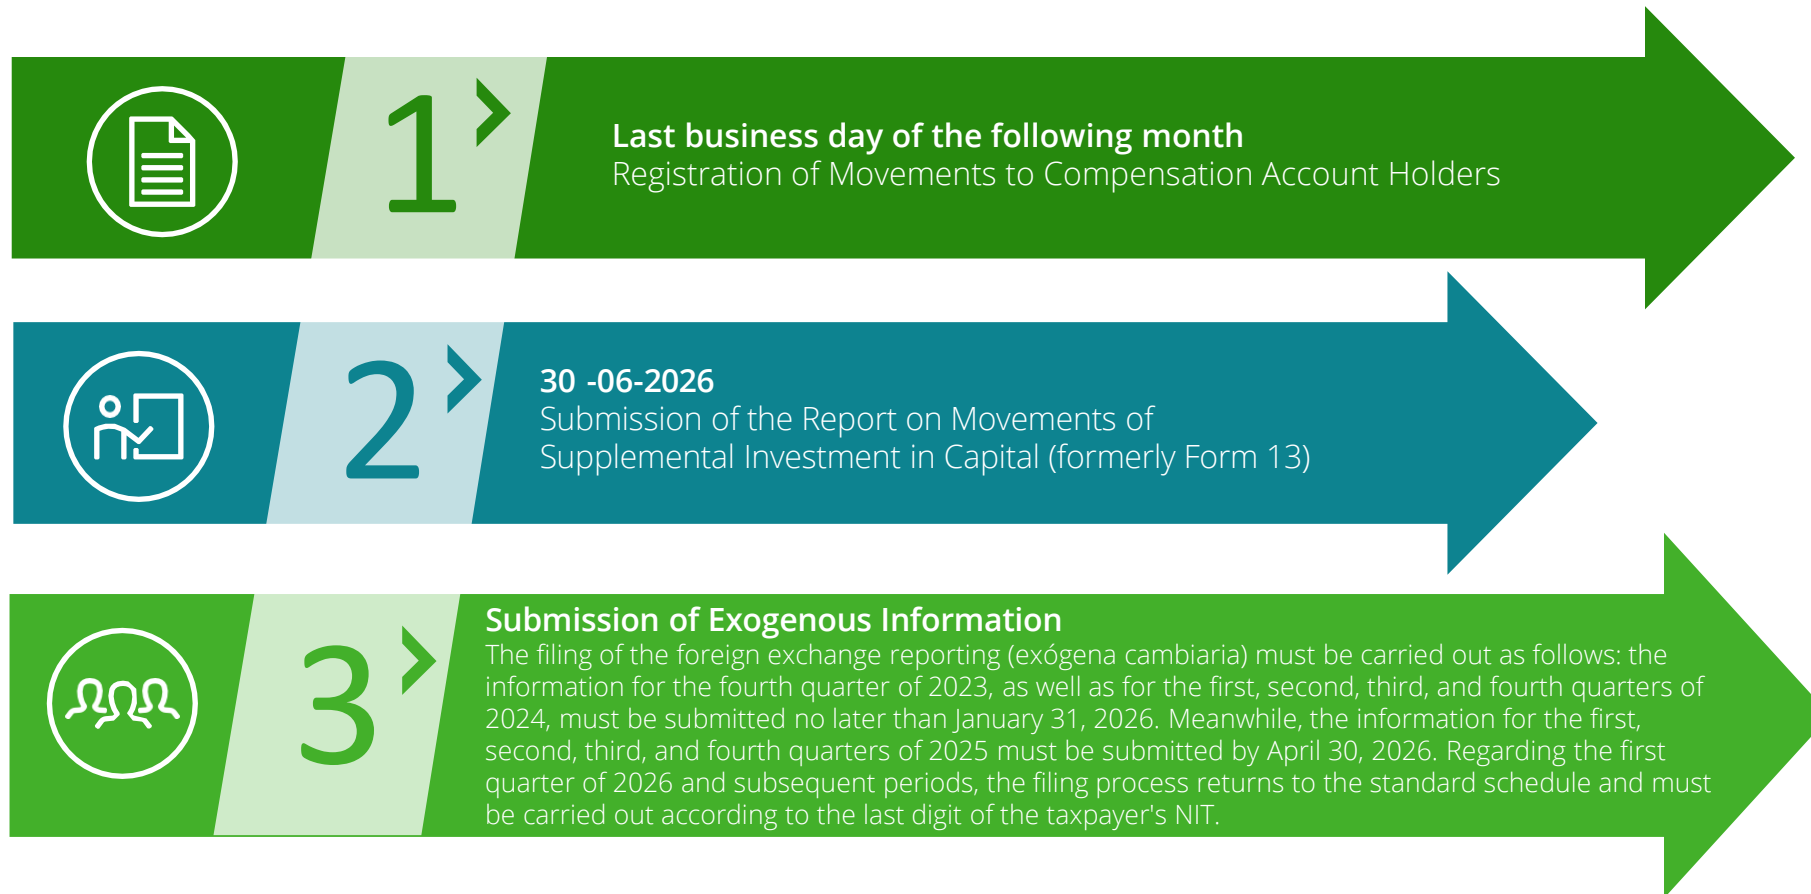 1
Last business day of the following month
Registration of Movements to Compensation Account Holders
2
30 -06-2026
Submission of the Report on Movements of
Supplemental Investment in Capital (formerly Form 13)
3
Submission of Exogenous Information
The filing of the foreign exchange reporting (exógena cambiaria) must be carried out as follows: the
information for the fourth quarter of 2023, as well as for the first, second, third, and fourth quarters of
2024, must be submitted no later than January 31, 2026. Meanwhile, the information for the first,
second, third, and fourth quarters of 2025 must be submitted by April 30, 2026. Regarding the first
quarter of 2026 and subsequent periods, the filing process returns to the standard schedule and must
be carried out according to the last digit of the taxpayer's NIT.